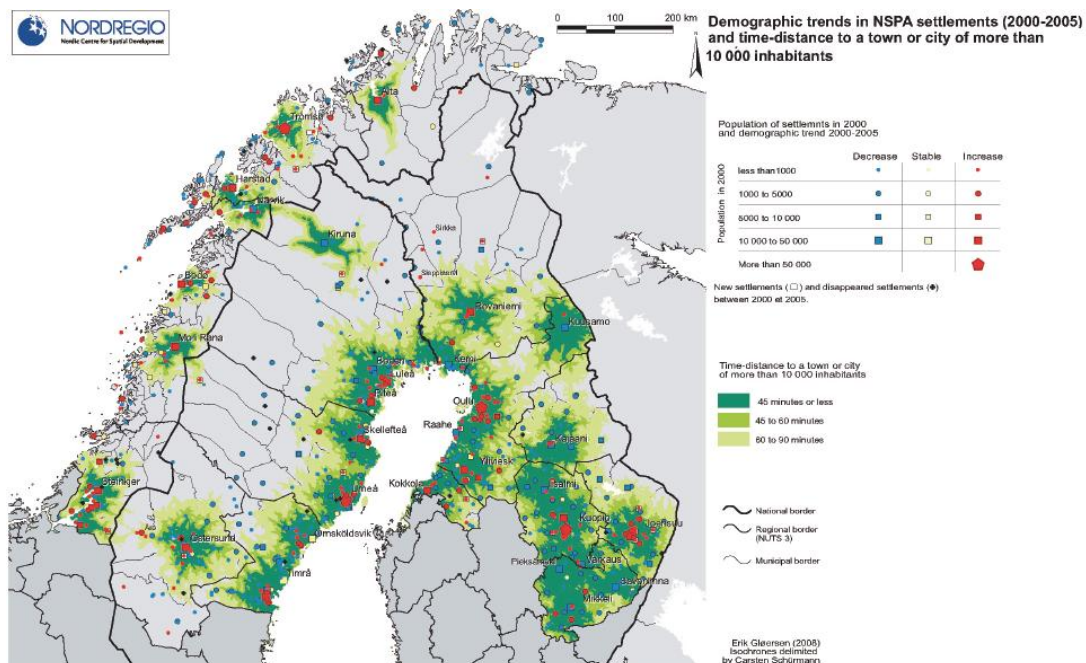 NORDREGIO
Nordic Centre for Spatial Development
0 100 200 km
N
Demographic trends in NSPA settlements (2000-2005)
and time-distance to a town or city of more than
10 000 inhabitants
Population of settlemnts in 2000
and demographic trend 2000-2005
Decrease Stable Increase
Population in 2000
less than 1000
1000 to 5000
5000 to 10 000
10 000 to 50 000
More than 50 000
New settlements ( ) and disappeared settlements ( )
between 2000 et 2005.
Time-distance to a town or city
of more than 10 000 inhabitants
45 minutes or less
45 to 60 minutes
60 to 90 minutes
National border
Regional border
(NUTS 3)
Municipal border
Erik Gløersen (2008)
Isochrones delimited
by Carsten Schürmann
Alta
Tromsø
Harstad
Narvik
Kiruna
Sirkka
Bodø
Rovaniemi
Kuusamo
Mo i Rana
Boden
Kemi
Luleå
Piteå
Oulu
Raahe
Skellefteå
Kajaani
Ylivieska
Steinkjer
Umeå
Kokkola
Iisalmi
Kuopio
Joensuu
Östersund
Örnsköldsvik
Pieksämäki
Varkaus
Timrå
Savonlinna
Mikkeli